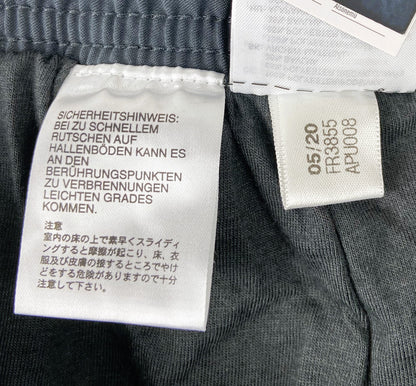 SICHERHEITSHINWEIS:
BEI ZU SCHNELLEM
RUTSCHEN AUF
HALLENBÖDEN KANN ES
AN DEN
BERÜHRUNGSPUNKTEN
ZU VERBRENNUNGEN
LEICHTEN GRADES
KOMMEN.
注意
室内の床の上で素早くスライディ
ングすると摩擦が起こり、床、衣
服及び皮膚の接するところでやけ
どをする危険がありますので十分
注意して下さい。
05/20
FR3855
APU008